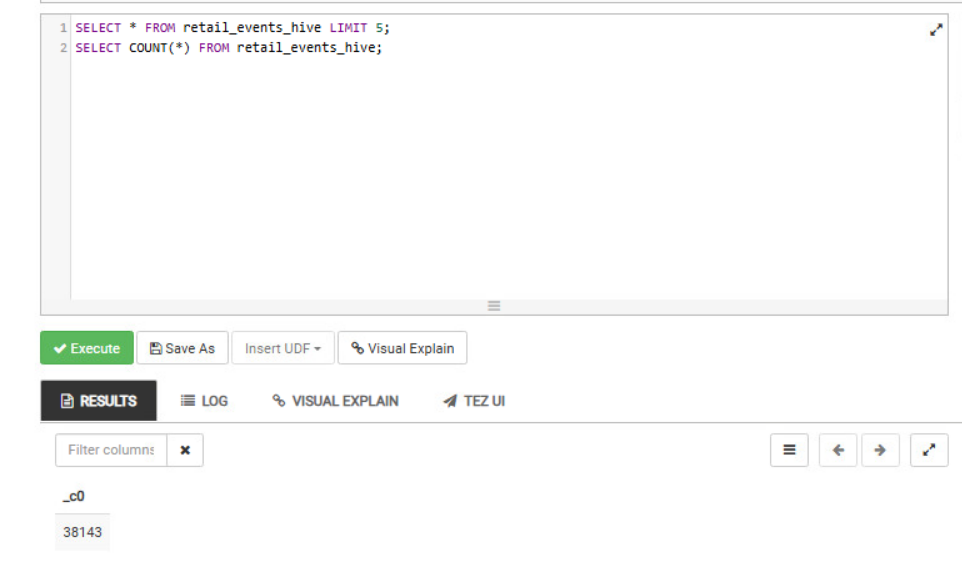 1 SELECT * FROM retail_events_hive LIMIT 5;
2 SELECT COUNT(*) FROM retail_events_hive;
Execute Save As Insert UDF Visual Explain
RESULTS LOG VISUAL EXPLAIN TEZ UI
Filter columns
_c0
38143